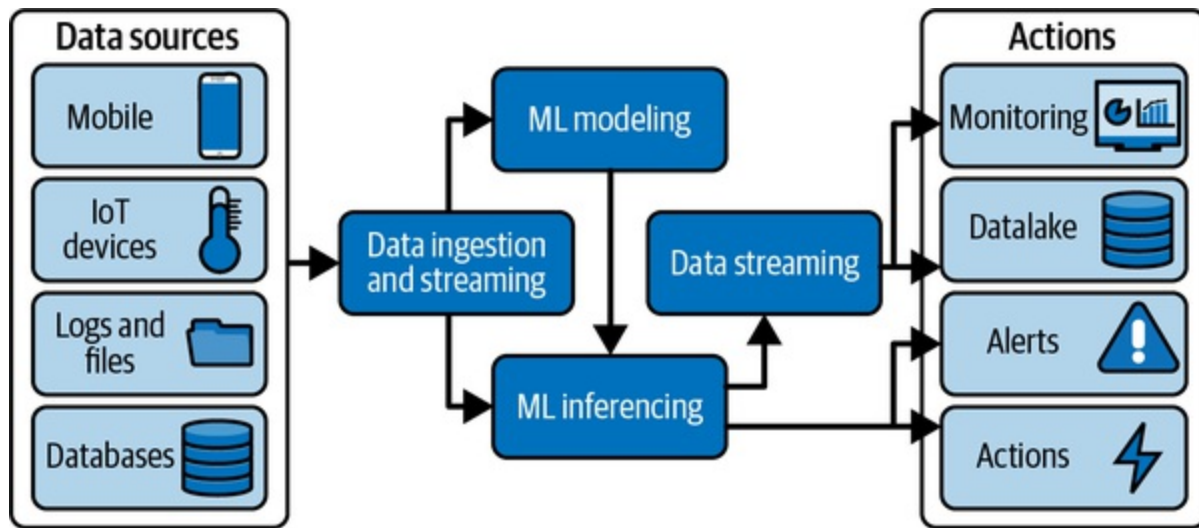 Data sources
Mobile
IoT
devices
Logs and
files
Databases
Data ingestion
and streaming
ML modeling
ML inferencing
Data streaming
Actions
Monitoring
Datalake
Alerts
Actions